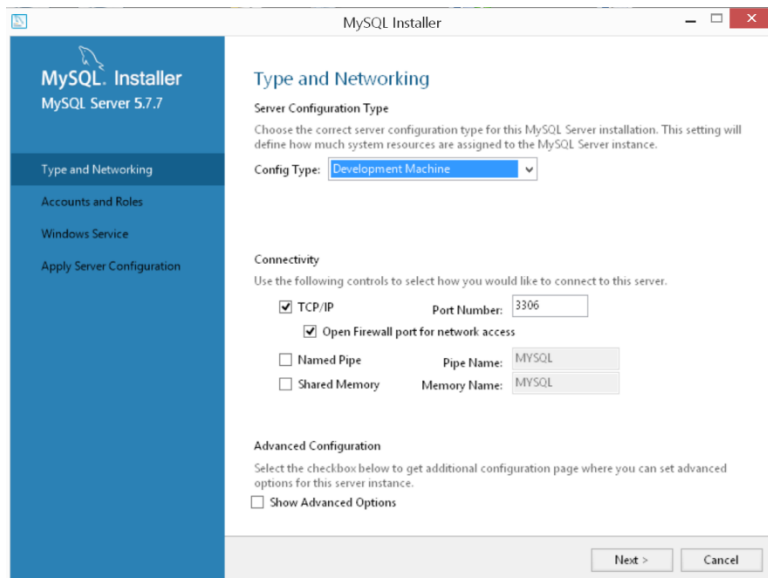 MySQL Installer
MySQL. Installer
MySQL Server 5.7.7
Type and Networking
Accounts and Roles
Windows Service
Apply Server Configuration
Type and Networking
Server Configuration Type
Choose the correct server configuration type for this MySQL Server installation. This setting will
define how much system resources are assigned to the MySQL Server instance.
Config Type: Development Machine
Connectivity
Use the following controls to select how you would like to connect to this server.
TCP/IP Port Number: 3306
Open Firewall port for network access
Named Pipe Pipe Name: MYSQL
Shared Memory Memory Name: MYSQL
Advanced Configuration
Select the checkbox below to get additional configuration page where you can set advanced
options for this server instance.
Show Advanced Options
Next > Cancel